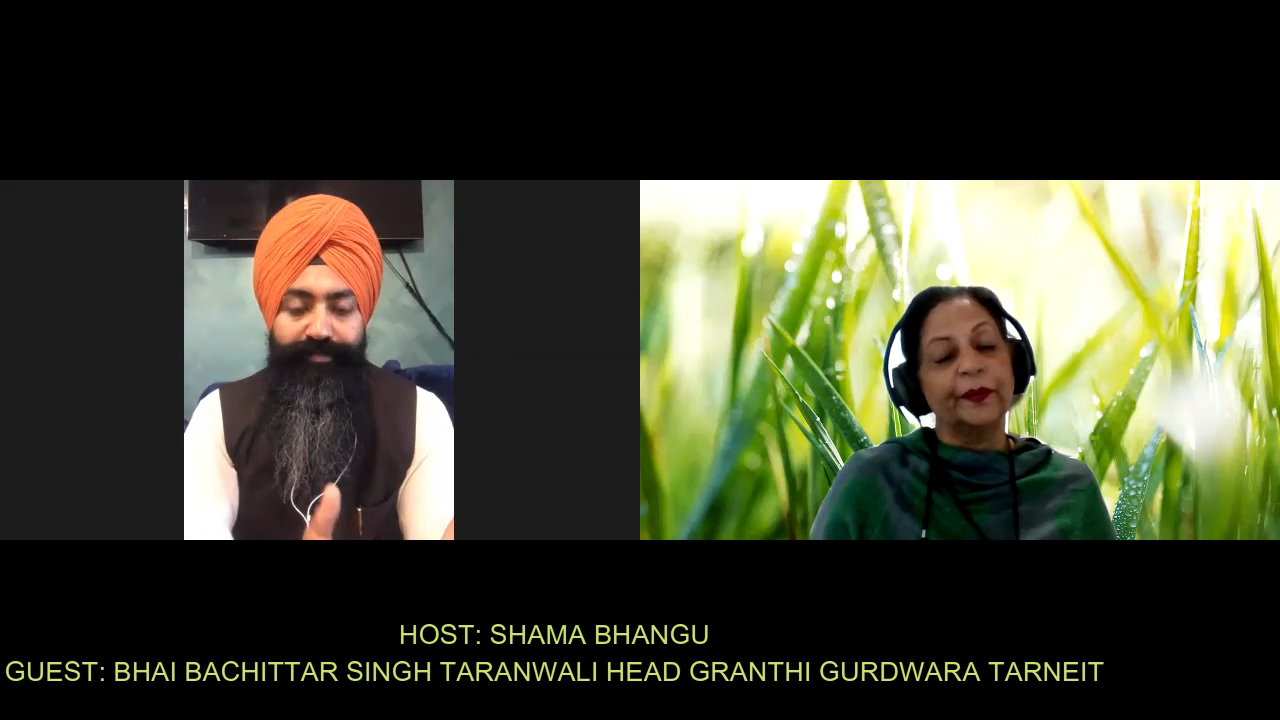 HOST: SHAMA BHANGU
GUEST: BHAI BACHITTAR SINGH TARANWALI HEAD GRANTHI GURDWARA TARNEIT